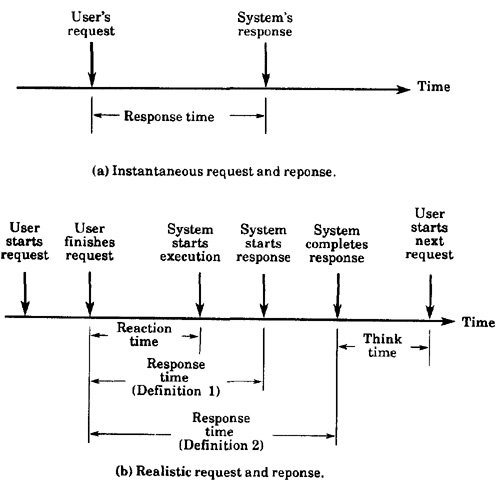 User's
request
System's
response
Time
Response time
(a) Instantaneous request and reponse.
User
starts
request
User
finishes
request
System
starts
execution
System
starts
response
System
completes
response
User
starts
next
request
Time
Reaction
time
Think
time
Response
time
(Definition 1)
Response
time
(Definition 2)
(b) Realistic request and reponse.